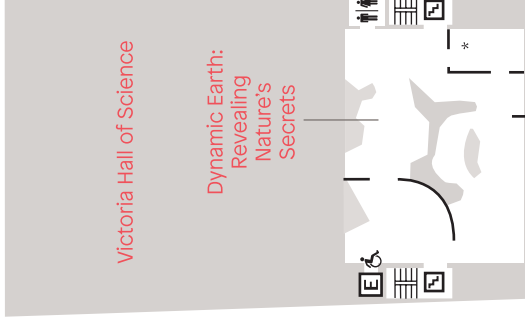 Victoria Hall of Science
Dynamic Earth:
Revealing
Nature's
Secrets
*
E